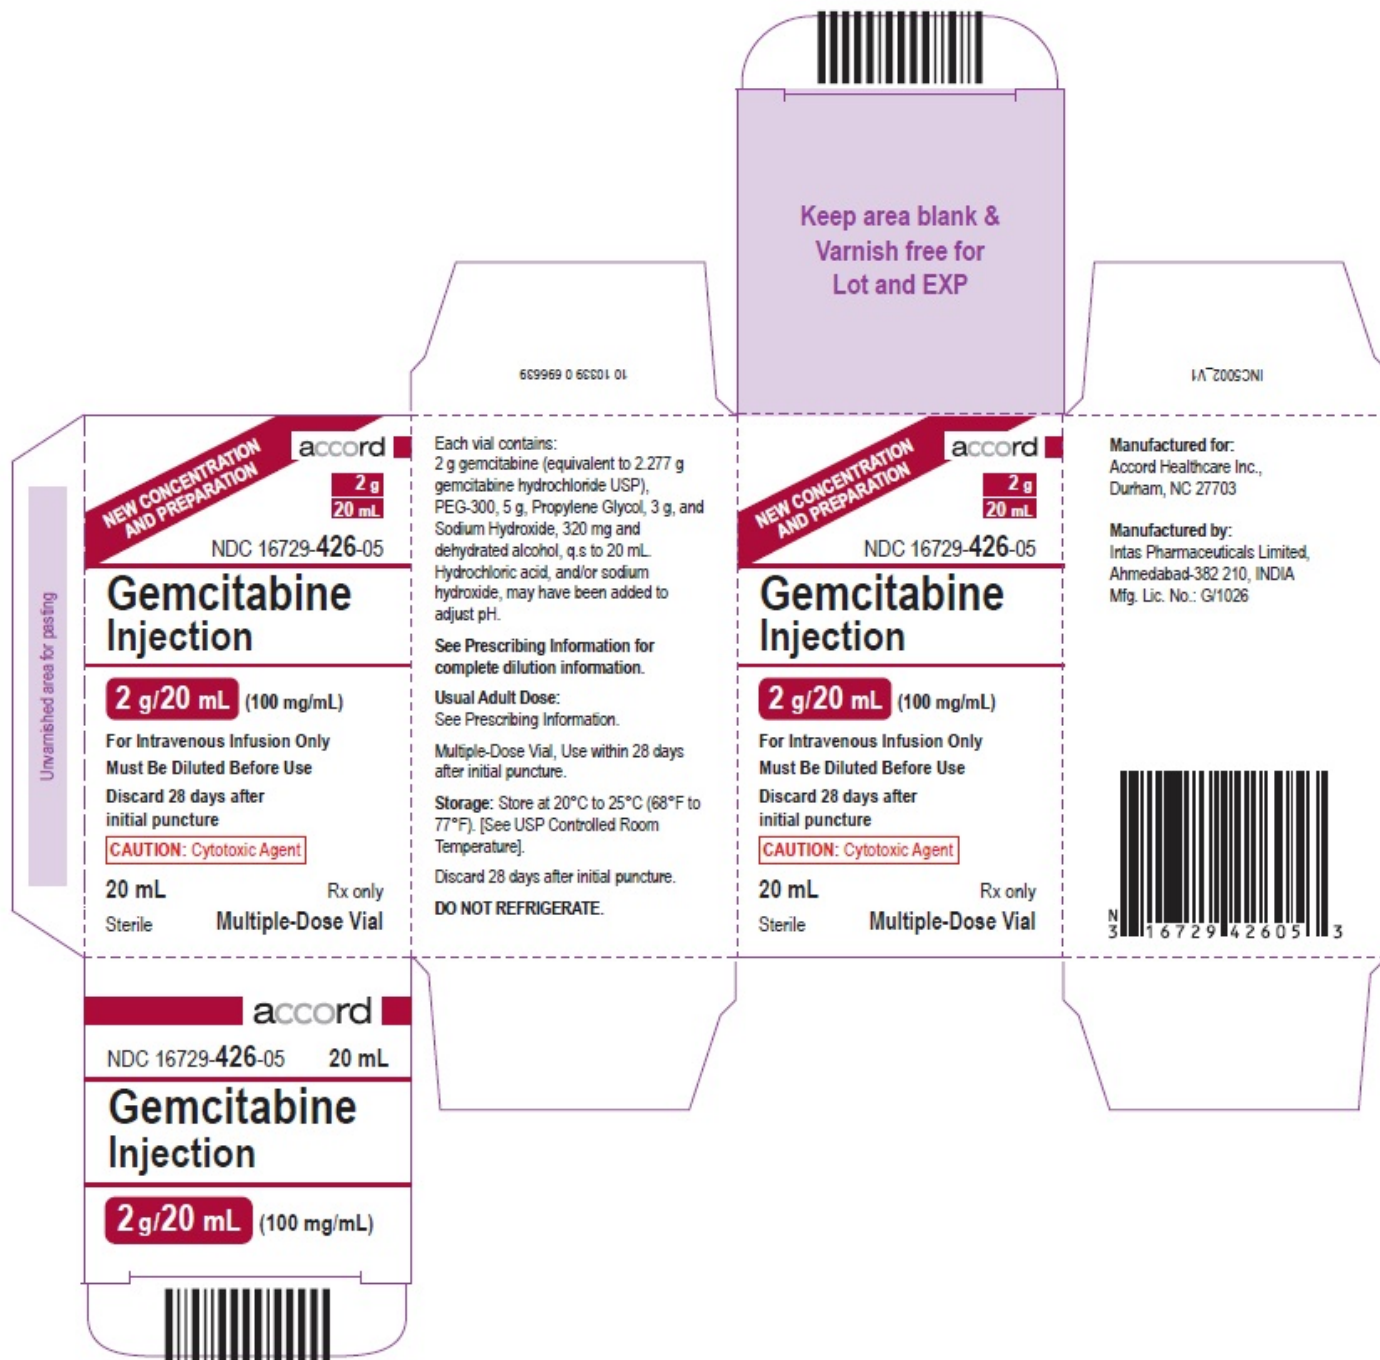 Keep area blank &
Varnish free for
Lot and EXP
10 10339 0 696639
INC5002_V1
Unvarnished area for pasting
NEW CONCENTRATION
AND PREPARATION
accord
2 g
20 mL
NDC 16729-426-05
Gemcitabine
Injection
2 g/20 mL (100 mg/mL)
For Intravenous Infusion Only
Must Be Diluted Before Use
Discard 28 days after
initial puncture
CAUTION: Cytotoxic Agent
20 mL Rx only
Sterile Multiple-Dose Vial
Each vial contains:
2 g gemcitabine (equivalent to 2.277 g
gemcitabine hydrochloride USP),
PEG-300, 5 g, Propylene Glycol, 3 g, and
Sodium Hydroxide, 320 mg and
dehydrated alcohol, q.s to 20 mL.
Hydrochloric acid, and/or sodium
hydroxide, may have been added to
adjust pH.
See Prescribing Information for
complete dilution information.
Usual Adult Dose:
See Prescribing Information.
Multiple-Dose Vial, Use within 28 days
after initial puncture.
Storage: Store at 20°C to 25°C (68°F to
77°F). [See USP Controlled Room
Temperature].
Discard 28 days after initial puncture.
DO NOT REFRIGERATE.
NEW CONCENTRATION
AND PREPARATION
accord
2 g
20 mL
NDC 16729-426-05
Gemcitabine
Injection
2 g/20 mL (100 mg/mL)
For Intravenous Infusion Only
Must Be Diluted Before Use
Discard 28 days after
initial puncture
CAUTION: Cytotoxic Agent
20 mL Rx only
Sterile Multiple-Dose Vial
Manufactured for:
Accord Healthcare Inc.,
Durham, NC 27703
Manufactured by:
Intas Pharmaceuticals Limited,
Ahmedabad-382 210, INDIA
Mfg. Lic. No.: G/1026
N
3 16729 42605 3
accord
NDC 16729-426-05 20 mL
Gemcitabine
Injection
2 g/20 mL (100 mg/mL)